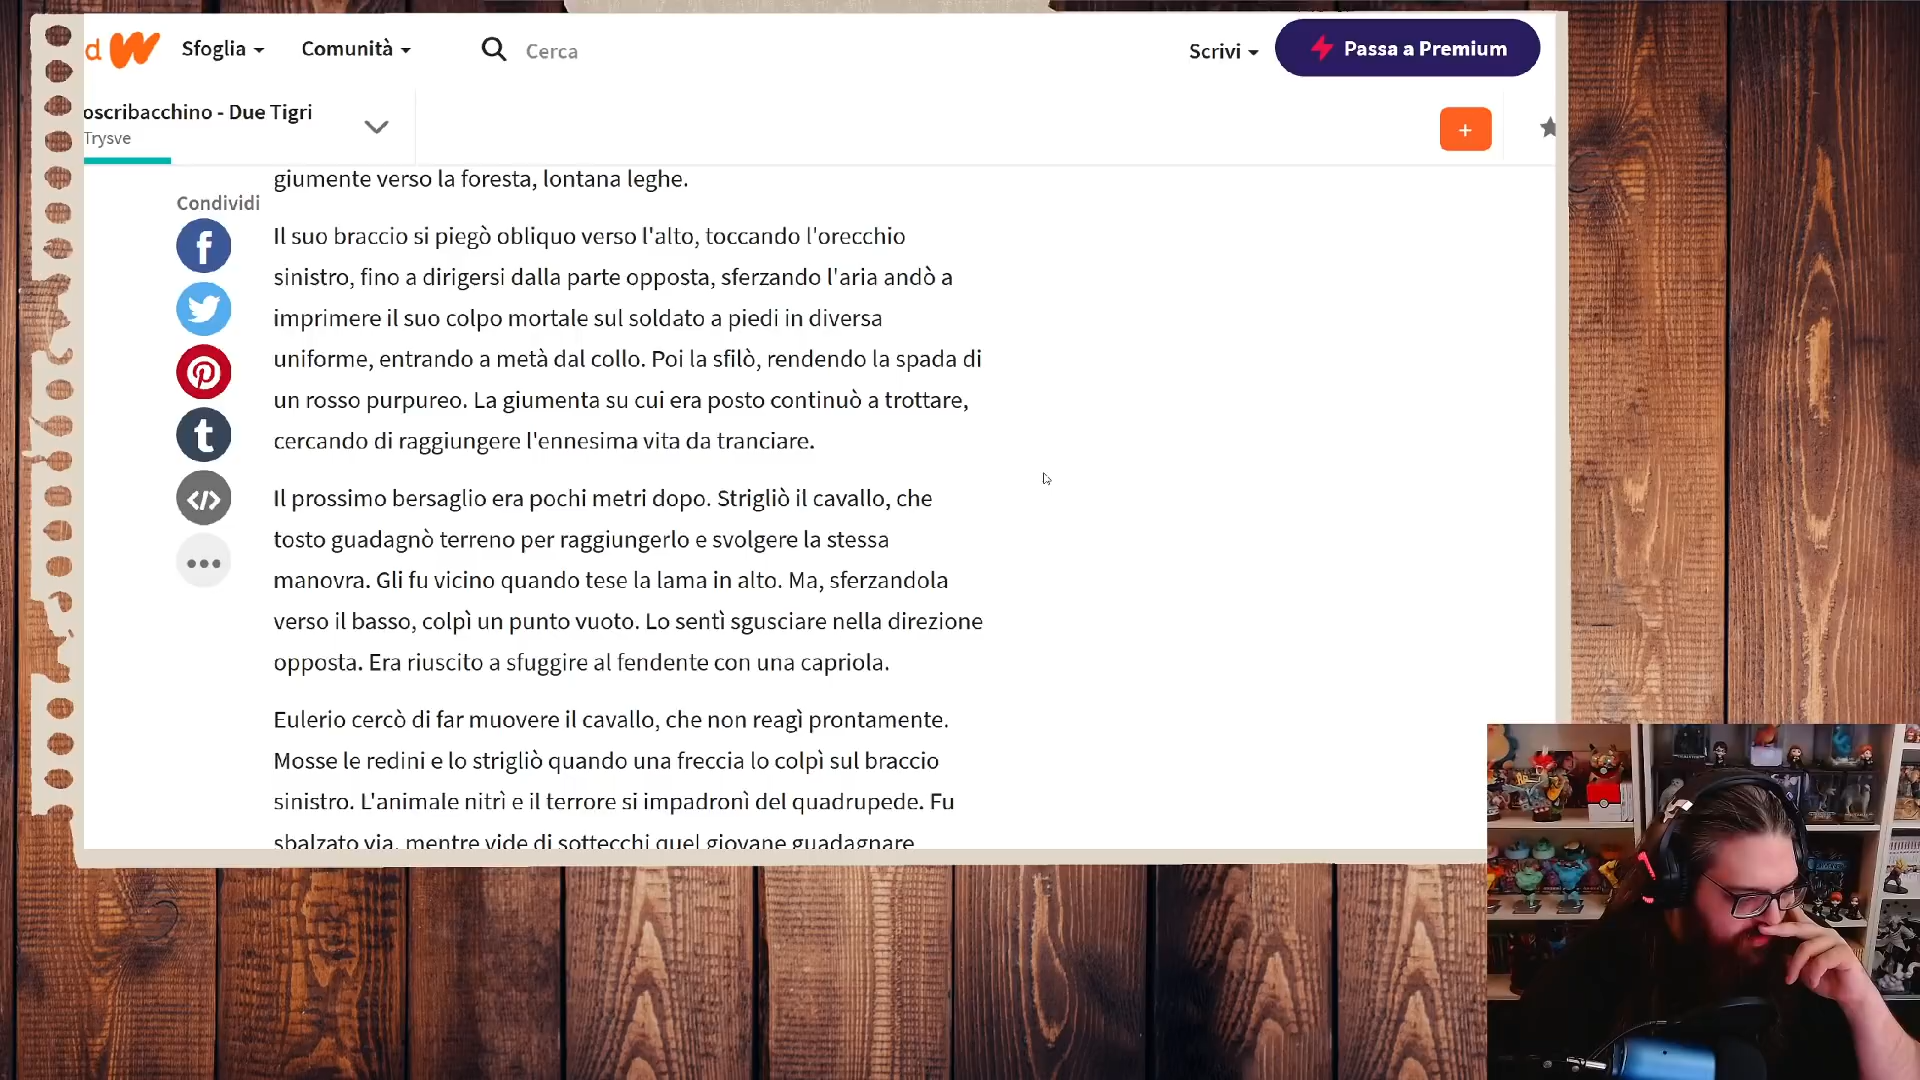 d
Sfoglia
Comunità
Cerca
Scrivi
Passa a Premium
oscribacchino - Due Tigri
Trysve
+
Condividi
giumente verso la foresta, lontana leghe.
Il suo braccio si piegò obliquo verso l'alto, toccando l'orecchio
sinistro, fino a dirigersi dalla parte opposta, sferzando l'aria andò a
imprimere il suo colpo mortale sul soldato a piedi in diversa
uniforme, entrando a metà dal collo. Poi la sfilò, rendendo la spada di
un rosso purpureo. La giumenta su cui era posto continuò a trottare,
cercando di raggiungere l'ennesima vita da tranciare.
Il prossimo bersaglio era pochi metri dopo. Strigliò il cavallo, che
tosto guadagnò terreno per raggiungerlo e svolgere la stessa
manovra. Gli fu vicino quando tese la lama in alto. Ma, sferzandola
verso il basso, colpì un punto vuoto. Lo sentì sgusciare nella direzione
opposta. Era riuscito a sfuggire al fendente con una capriola.
Eulerio cercò di far muovere il cavallo, che non reagì prontamente.
Mosse le redini e lo strigliò quando una freccia lo colpì sul braccio
sinistro. L'animale nitrì e il terrore si impadronì del quadrupede. Fu
sbalzato via, mentre vide di sottecchi quel giovane guadagnare